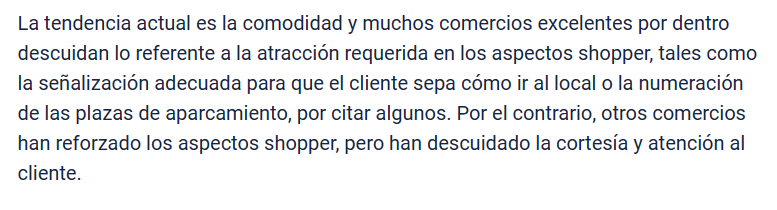 La tendencia actual es la comodidad y muchos comercios excelentes por dentro
descuidan lo referente a la atracción requerida en los aspectos shopper, tales como
la señalización adecuada para que el cliente sepa cómo ir al local o la numeración
de las plazas de aparcamiento, por citar algunos. Por el contrario, otros comercios
han reforzado los aspectos shopper, pero han descuidado la cortesía y atención al
cliente.